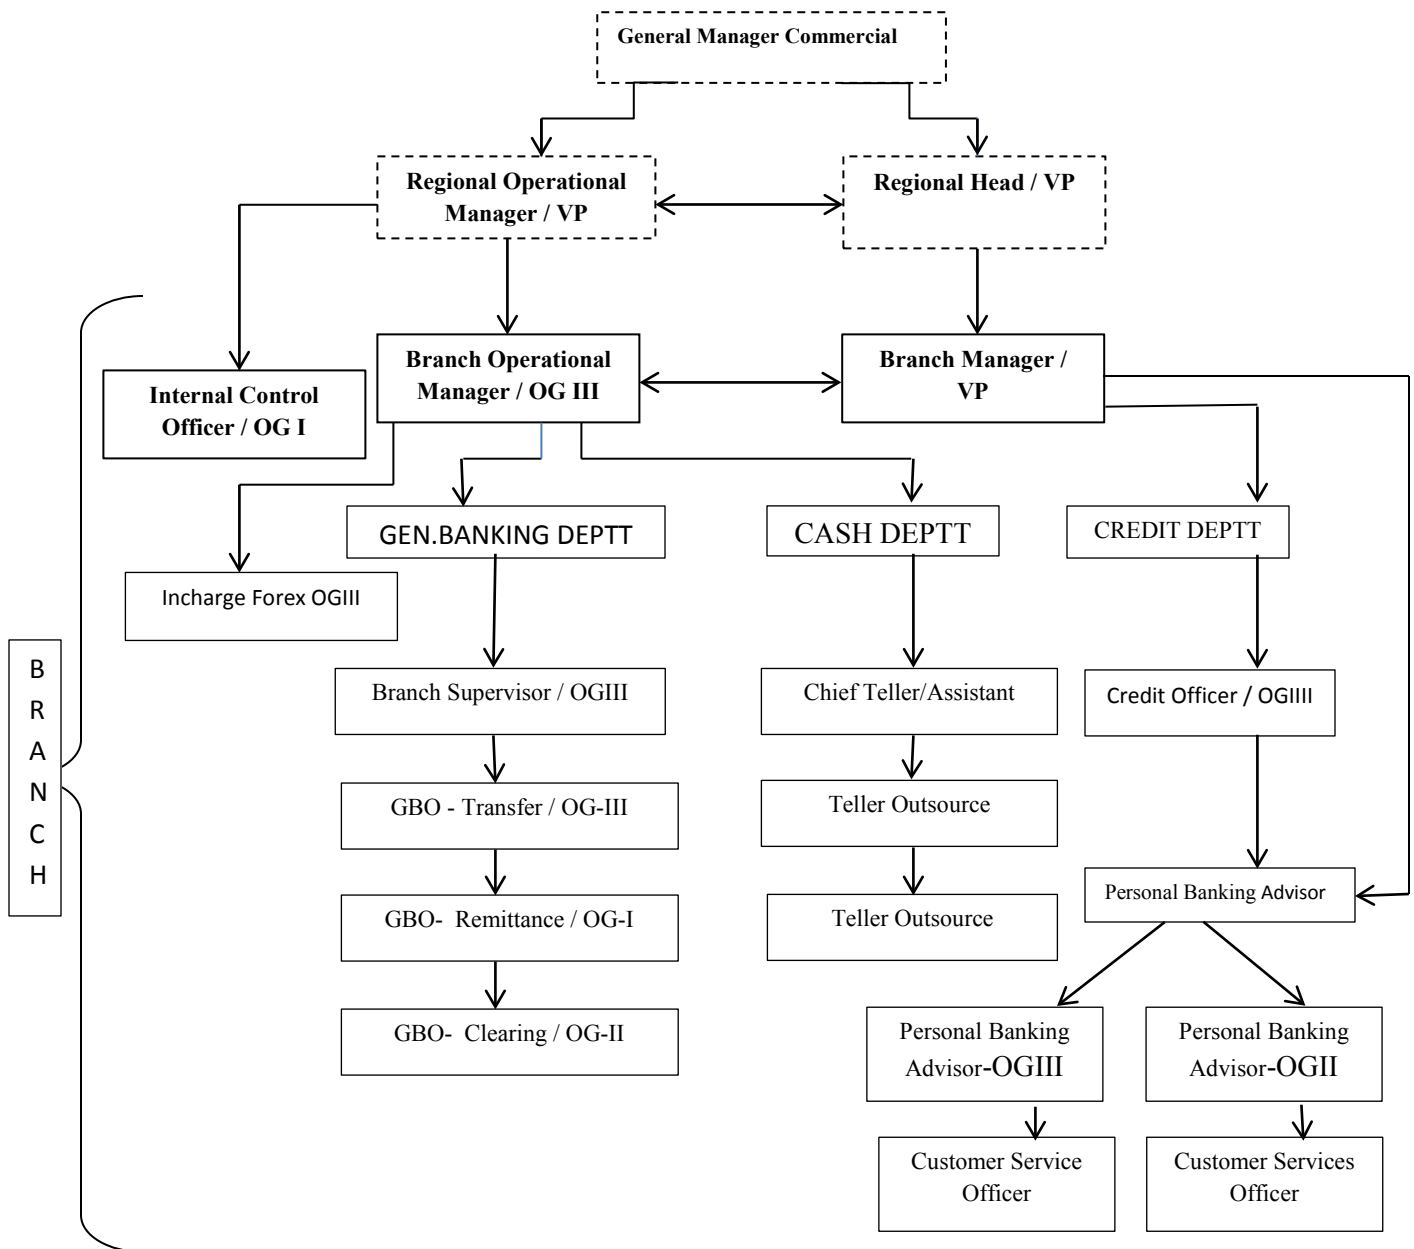 General Manager Commercial
Regional Operational
Manager / VP
Regional Head / VP
Branch Operational
Manager / OG III
Branch Manager /
VP
Internal Control
Officer / OG I
GEN.BANKING DEPTT
CASH DEPTT
CREDIT DEPTT
Incharge Forex OGIII
B
R
A
N
C
H
Branch Supervisor / OGIII
Chief Teller/Assistant
Credit Officer / OGIIII
GBO - Transfer / OG-III
Teller Outsource
Personal Banking Advisor
GBO- Remittance / OG-I
Teller Outsource
GBO- Clearing / OG-II
Personal Banking
Advisor-OGIII
Personal Banking
Advisor-OGII
Customer Service
Officer
Customer Services
Officer